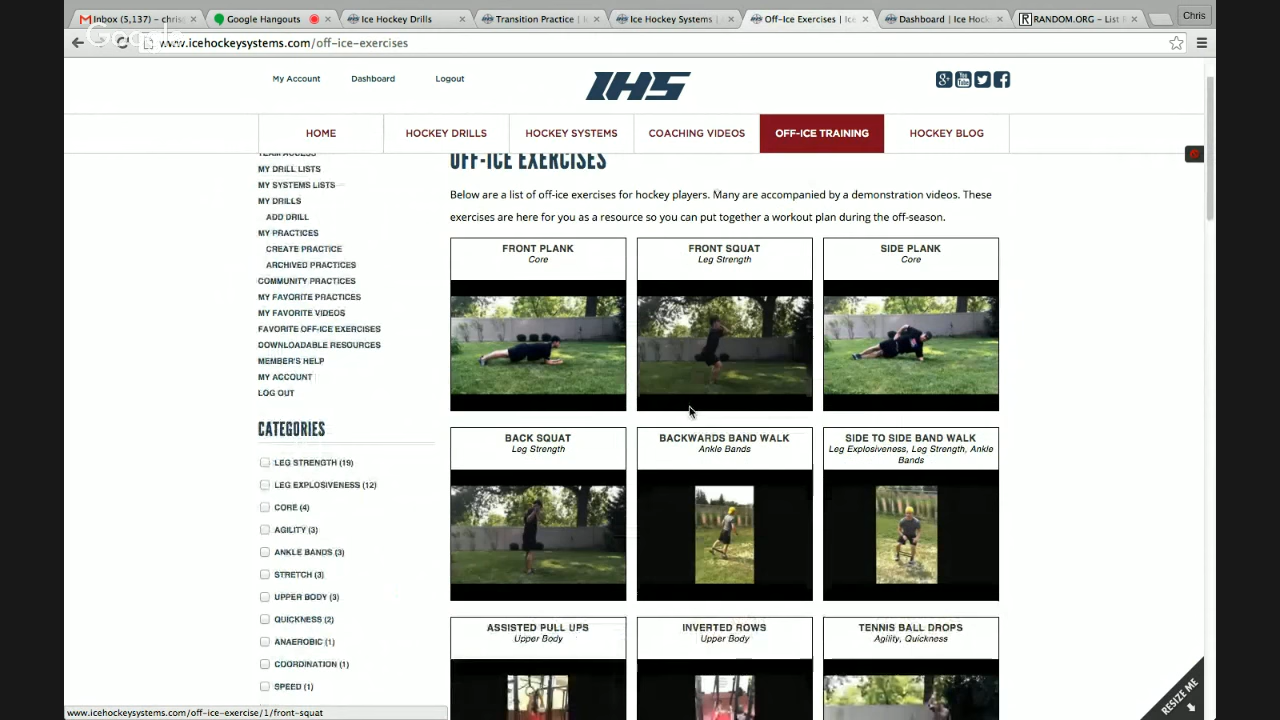 Inbox (5,137) – chris
Google Hangouts
Ice Hockey Drills
Transition Practice | I
Ice Hockey Systems |
Off-Ice Exercises | Ice
Dashboard | Ice Hock
RANDOM.ORG – List
Chris
Google
www.icehockeysystems.com/off-ice-exercises
My Account
Dashboard
Logout
IHS
HOME
HOCKEY DRILLS
HOCKEY SYSTEMS
COACHING VIDEOS
OFF-ICE TRAINING
HOCKEY BLOG
TEAM ACCESS
MY DRILL LISTS
MY SYSTEMS LISTS
MY DRILLS
ADD DRILL
MY PRACTICES
CREATE PRACTICE
ARCHIVED PRACTICES
COMMUNITY PRACTICES
MY FAVORITE PRACTICES
MY FAVORITE VIDEOS
FAVORITE OFF-ICE EXERCISES
DOWNLOADABLE RESOURCES
MEMBER'S HELP
MY ACCOUNT
LOG OUT
CATEGORIES
LEG STRENGTH (19)
LEG EXPLOSIVENESS (12)
CORE (4)
AGILITY (3)
ANKLE BANDS (3)
STRETCH (3)
UPPER BODY (3)
QUICKNESS (2)
ANAEROBIC (1)
COORDINATION (1)
SPEED (1)
OFF-ICE EXERCISES
Below are a list of off-ice exercises for hockey players. Many are accompanied by a demonstration videos. These
exercises are here for you as a resource so you can put together a workout plan during the off-season.
FRONT PLANK
Core
FRONT SQUAT
Leg Strength
SIDE PLANK
Core
BACK SQUAT
Leg Strength
BACKWARDS BAND WALK
Ankle Bands
SIDE TO SIDE BAND WALK
Leg Explosiveness, Leg Strength, Ankle
Bands
ASSISTED PULL UPS
Upper Body
INVERTED ROWS
Upper Body
TENNIS BALL DROPS
Agility, Quickness
RESIZE ME
www.icehockeysystems.com/off-ice-exercise/1/front-squat